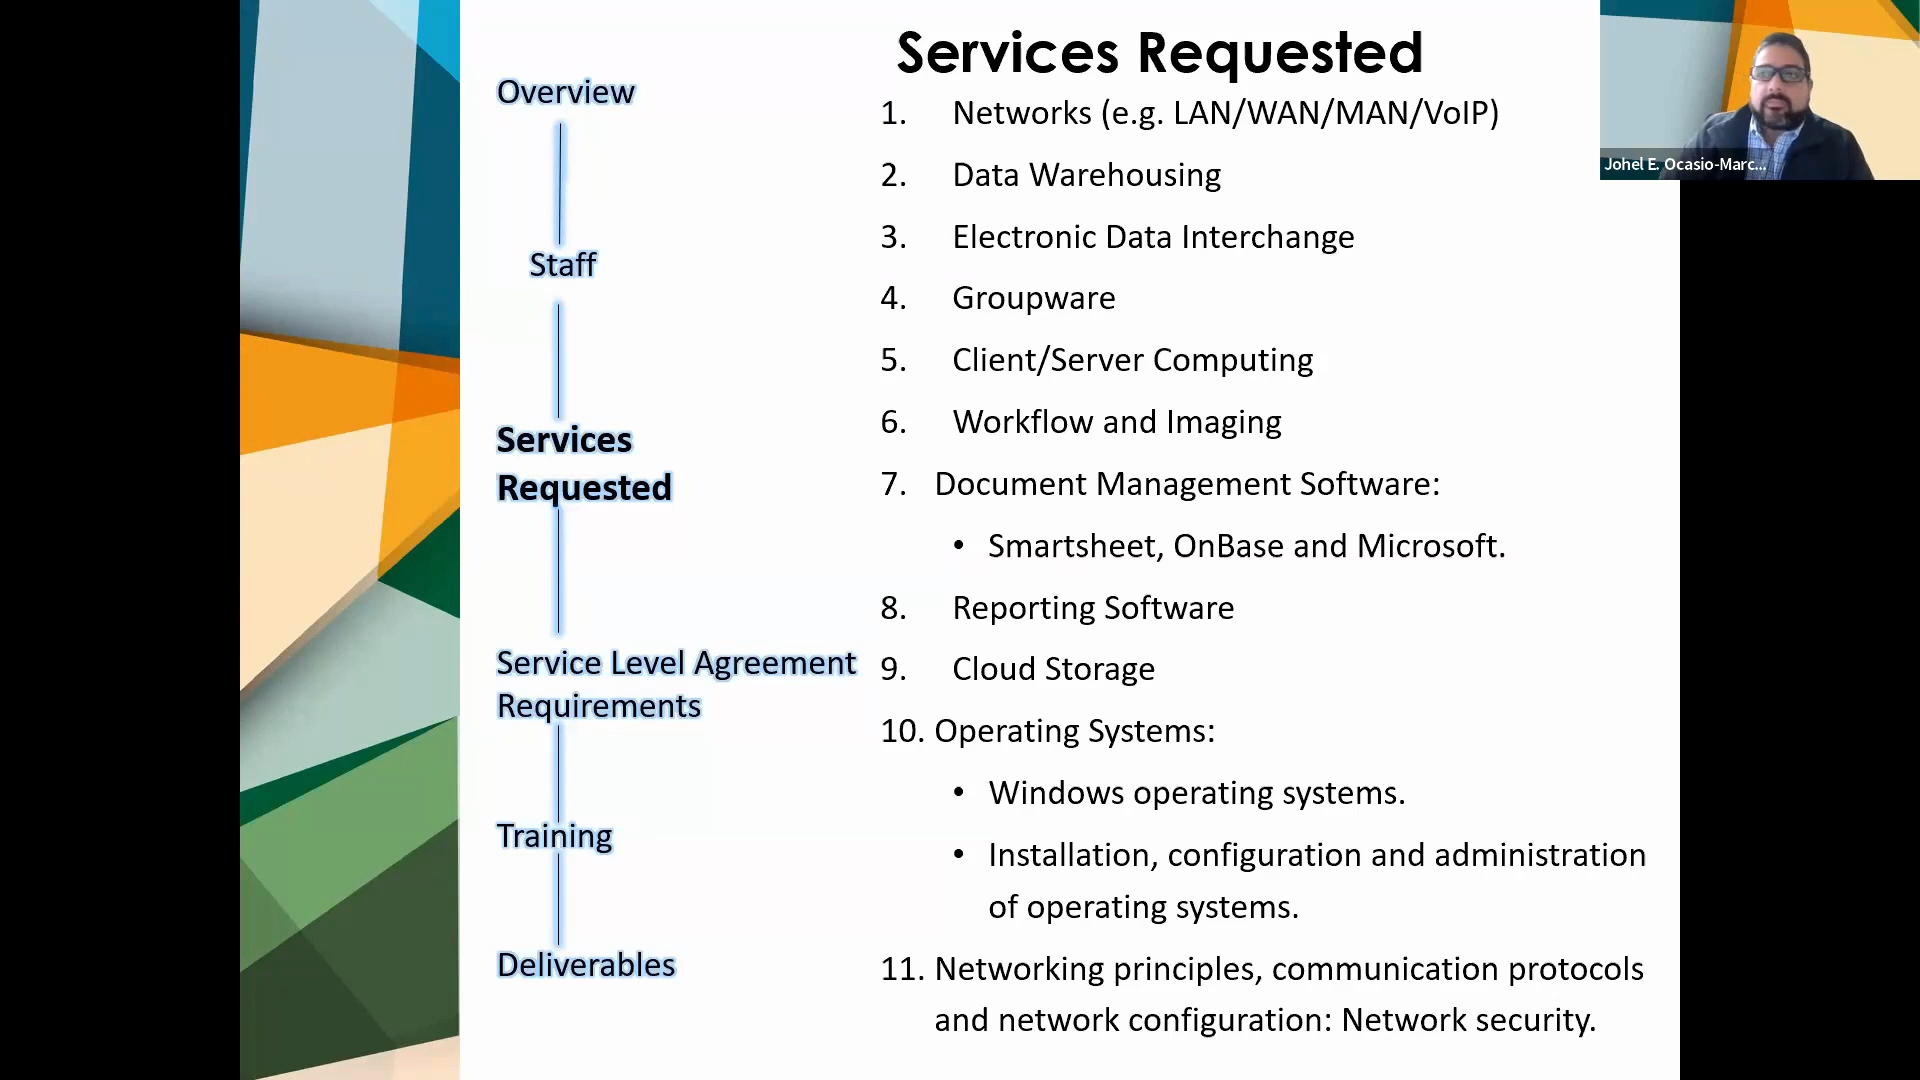 Services Requested
Overview
Staff
Services
Requested
Service Level Agreement
Requirements
Training
Deliverables
1. Networks (e.g. LAN/WAN/MAN/VoIP)
2. Data Warehousing
3. Electronic Data Interchange
4. Groupware
5. Client/Server Computing
6. Workflow and Imaging
7. Document Management Software:
• Smartsheet, OnBase and Microsoft.
8. Reporting Software
9. Cloud Storage
10. Operating Systems:
• Windows operating systems.
• Installation, configuration and administration
of operating systems.
11. Networking principles, communication protocols
and network configuration: Network security.
Johel E. Ocasio-Marc...